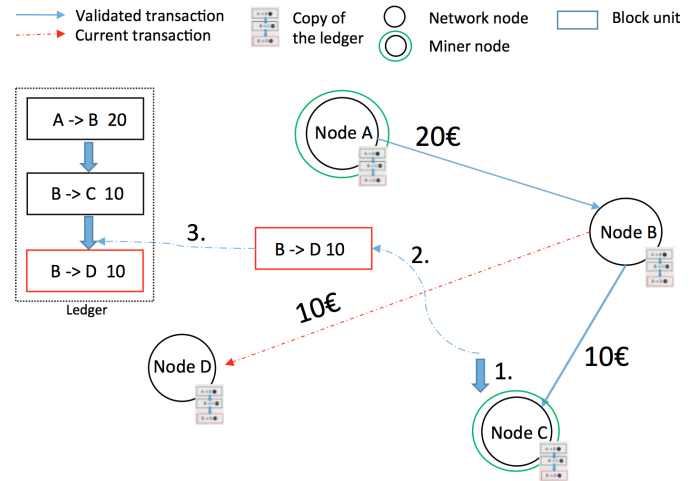 Validated transaction
Current transaction
Copy of
the ledger
Network node
Miner node
Block unit
A -> B  20
B -> C  10
B -> D  10
Ledger
Node A
20€
Node B
3.
B -> D 10
2.
10€
10€
Node D
1.
Node C